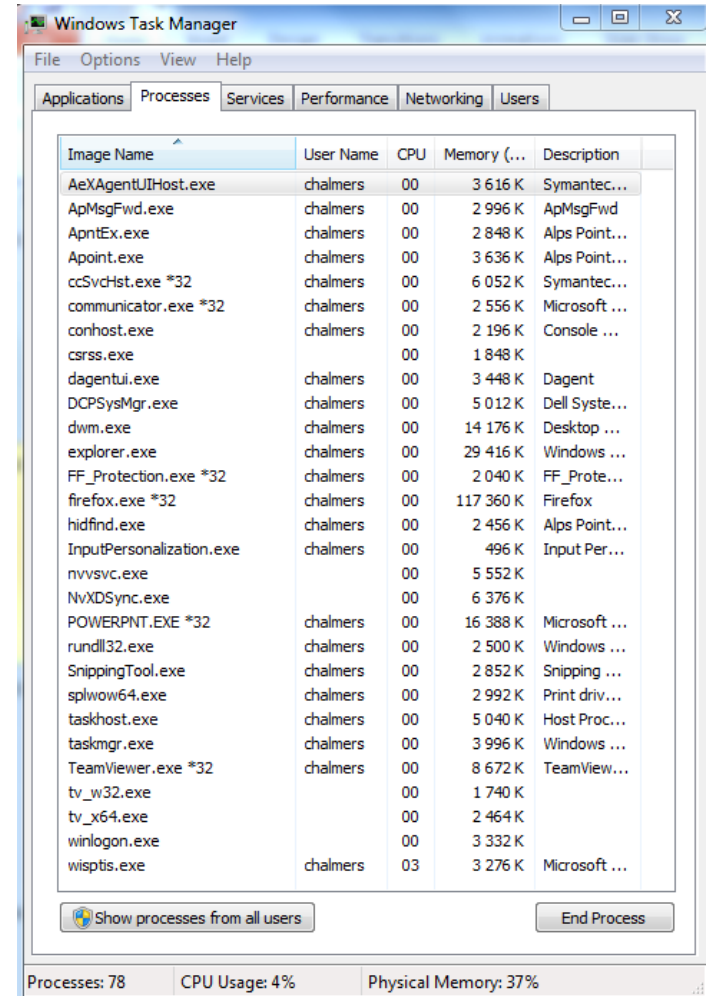 Windows Task Manager
File Options View Help
Applications Processes Services Performance Networking Users
Image Name User Name CPU Memory (... Description
AeXAgentUIHost.exe chalmers 00 3 616 K Symantec...
ApMsgFwd.exe chalmers 00 2 996 K ApMsgFwd
ApntEx.exe chalmers 00 2 848 K Alps Point...
Apoint.exe chalmers 00 3 636 K Alps Point...
ccSvcHst.exe *32 chalmers 00 6 052 K Symantec...
communicator.exe *32 chalmers 00 2 556 K Microsoft ...
conhost.exe chalmers 00 2 196 K Console ...
csrss.exe 00 1 848 K
dagentui.exe chalmers 00 3 448 K Dagent
DCPSysMgr.exe chalmers 00 5 012 K Dell Syste...
dwm.exe chalmers 00 14 176 K Desktop ...
explorer.exe chalmers 00 29 416 K Windows ...
FF_Protection.exe *32 chalmers 00 2 040 K FF_Prote...
firefox.exe *32 chalmers 00 117 360 K Firefox
hidfind.exe chalmers 00 2 456 K Alps Point...
InputPersonalization.exe chalmers 00 496 K Input Per...
nvvsvc.exe 00 5 552 K
NvXDSync.exe 00 6 376 K
POWERPNT.EXE *32 chalmers 00 16 388 K Microsoft ...
rundll32.exe chalmers 00 2 500 K Windows ...
SnippingTool.exe chalmers 00 2 852 K Snipping ...
splwow64.exe chalmers 00 2 992 K Print driv...
taskhost.exe chalmers 00 5 040 K Host Proc...
taskmgr.exe chalmers 00 3 996 K Windows ...
TeamViewer.exe *32 chalmers 00 8 672 K TeamView...
tv_w32.exe 00 1 740 K
tv_x64.exe 00 2 464 K
winlogon.exe 00 3 332 K
wisptis.exe chalmers 03 3 276 K Microsoft ...
Show processes from all users End Process
Processes: 78 CPU Usage: 4% Physical Memory: 37%